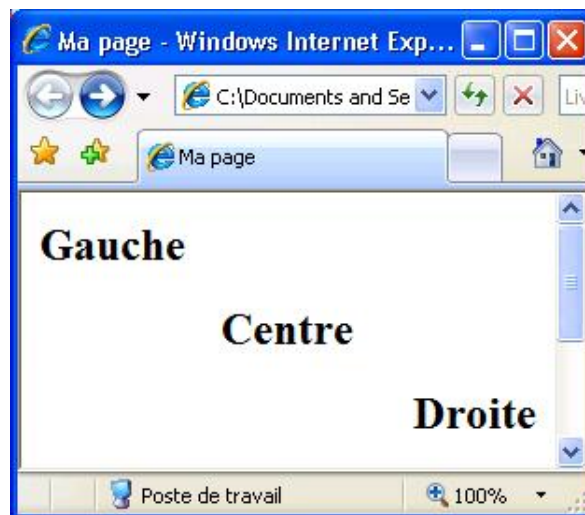 Ma page - Windows Internet Exp...
C:\Documents and Se
Liv
Ma page
Gauche
Centre
Droite
Poste de travail
100%